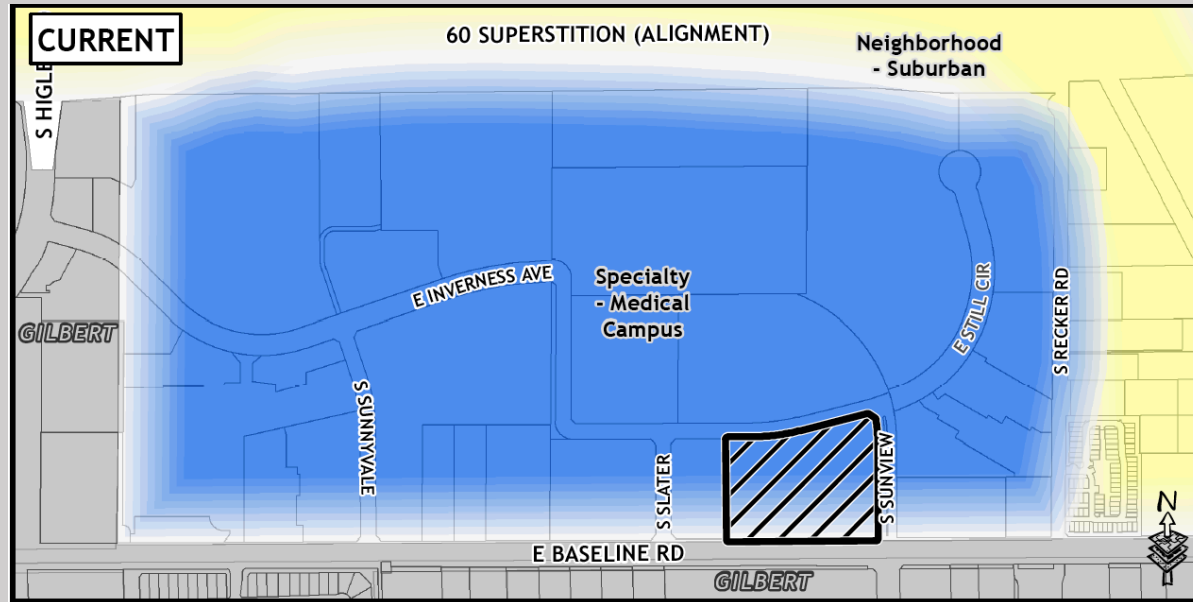 CURRENT
60 SUPERSTITION (ALIGNMENT)
Neighborhood
- Suburban
S HIGLE
E INVERNESS AVE
Specialty
- Medical
Campus
E STILL CIR
S RECKER RD
GILBERT
S SUNNYVALE
S SLATER
S SUNVIEW
N
E BASELINE RD
GILBERT